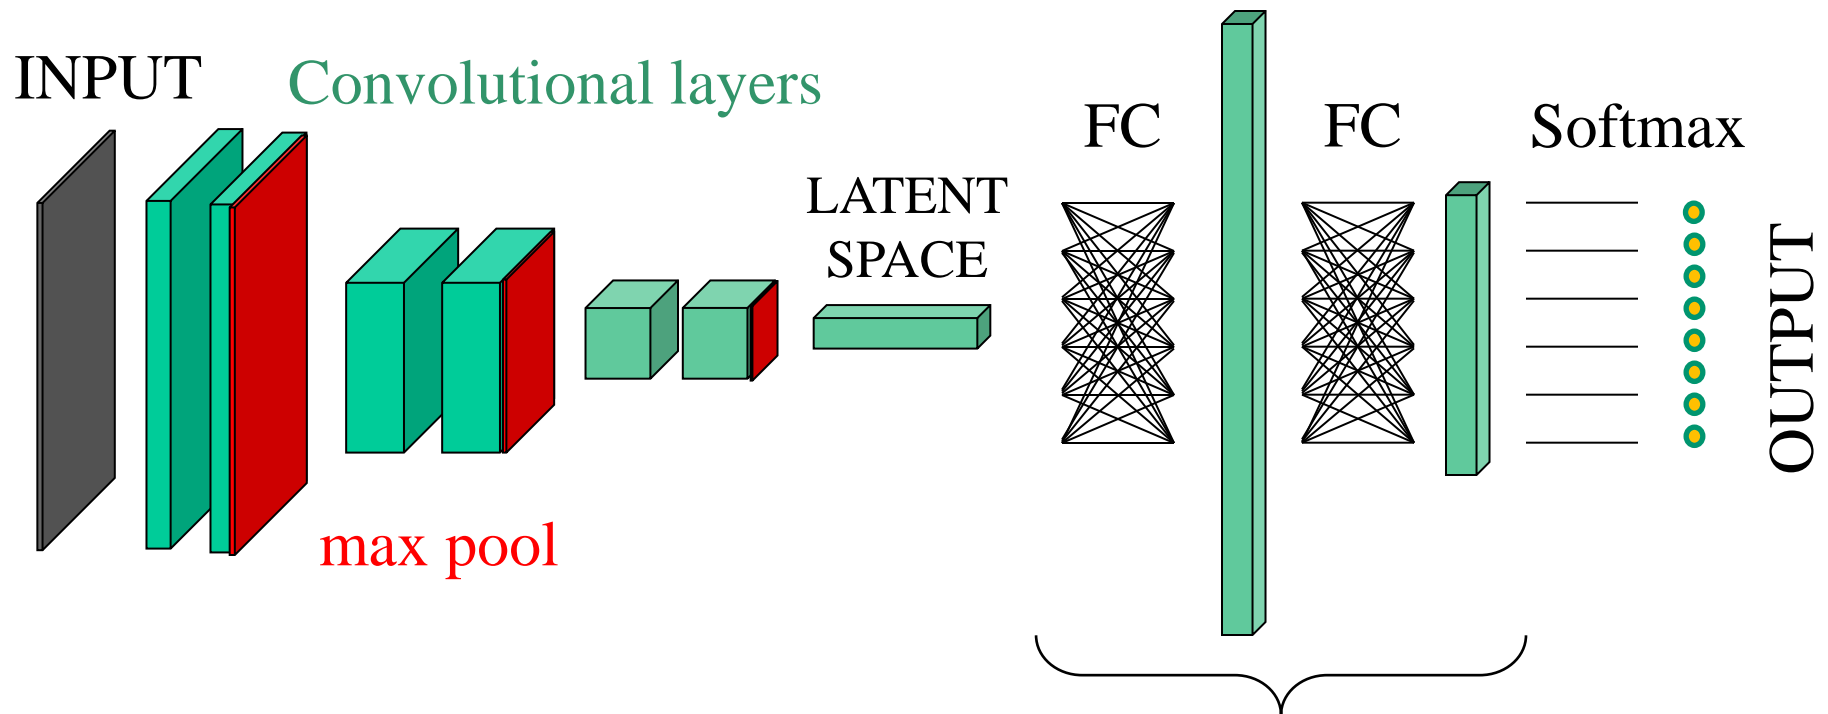 INPUT
Convolutional layers
max pool
LATENT
SPACE
FC
FC
Softmax
OUTPUT